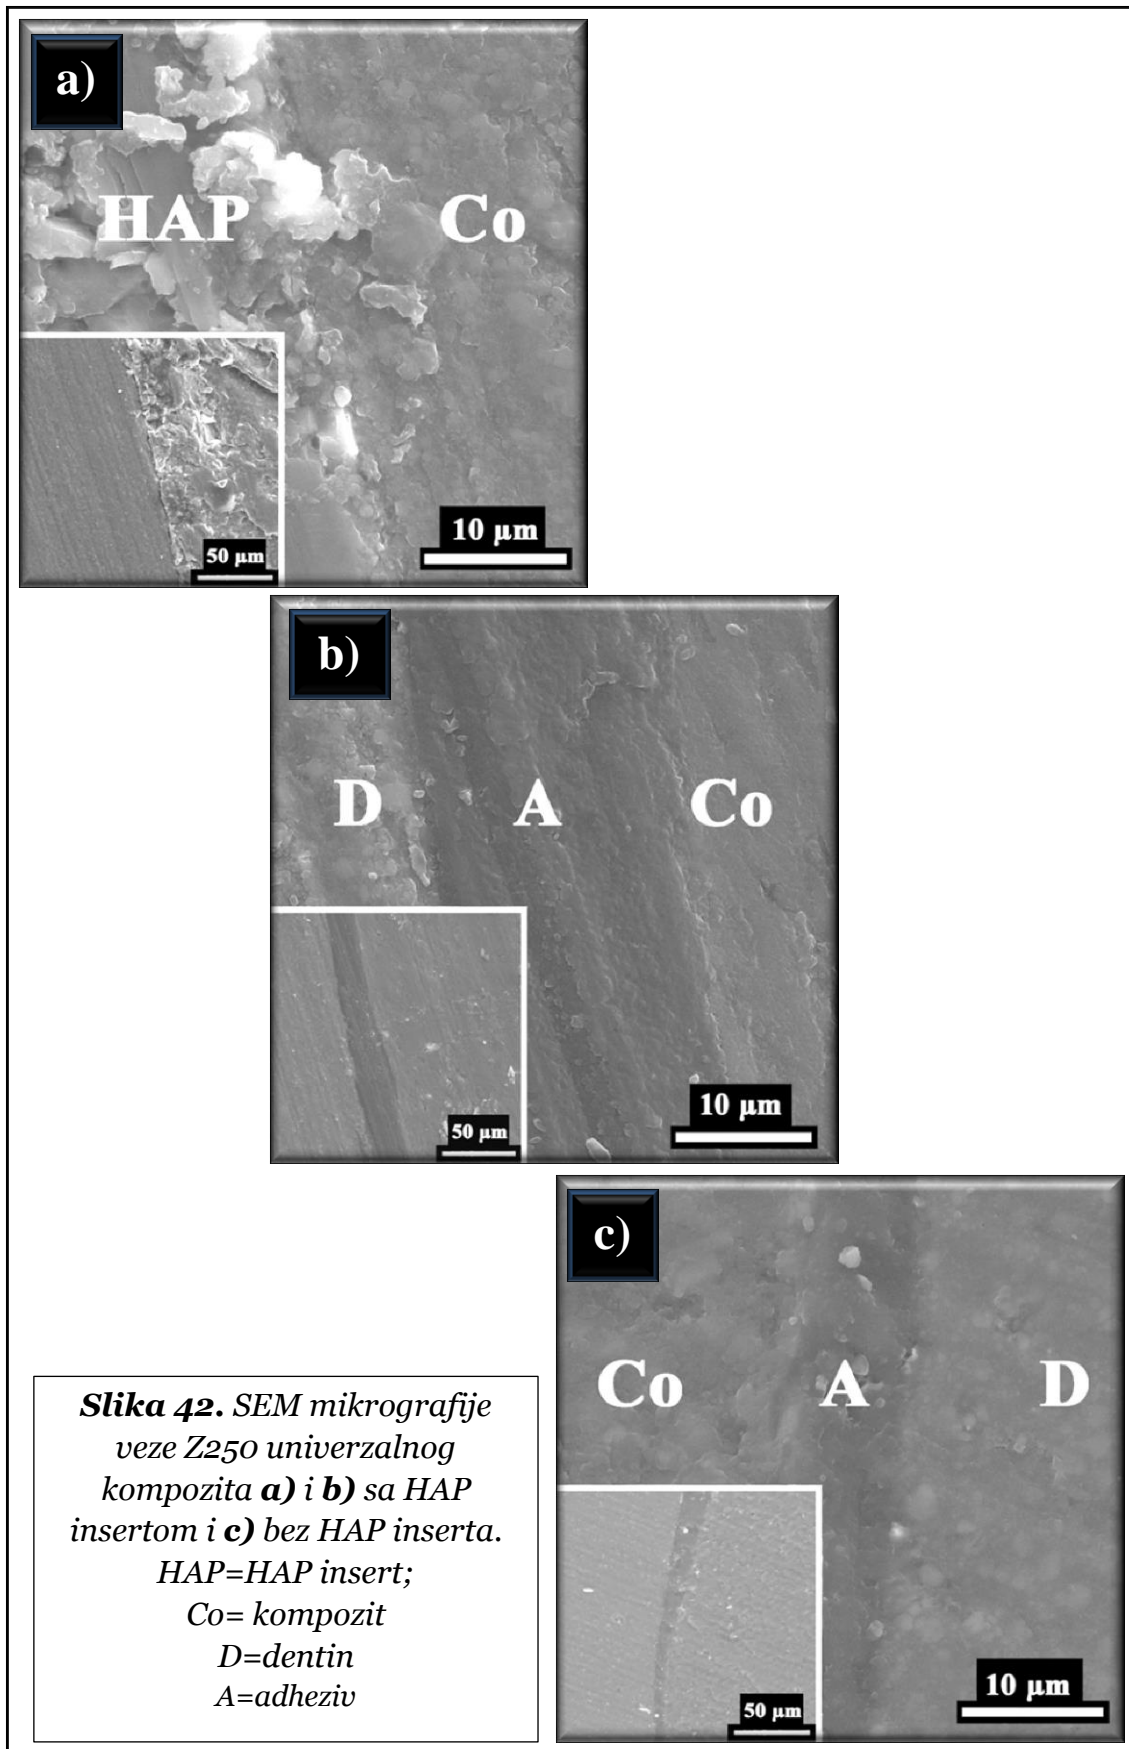 a)
HAP Co
10 µm
50 µm
b)
D A Co
10 µm
50 µm
c)
Co A D
10 µm
50 µm
Slika 42. SEM mikrografije
veze Z250 univerzalnog
kompozita a) i b) sa HAP
insertom i c) bez HAP inserta.
HAP=HAP insert;
Co= kompozit
D=dentin
A=adheziv